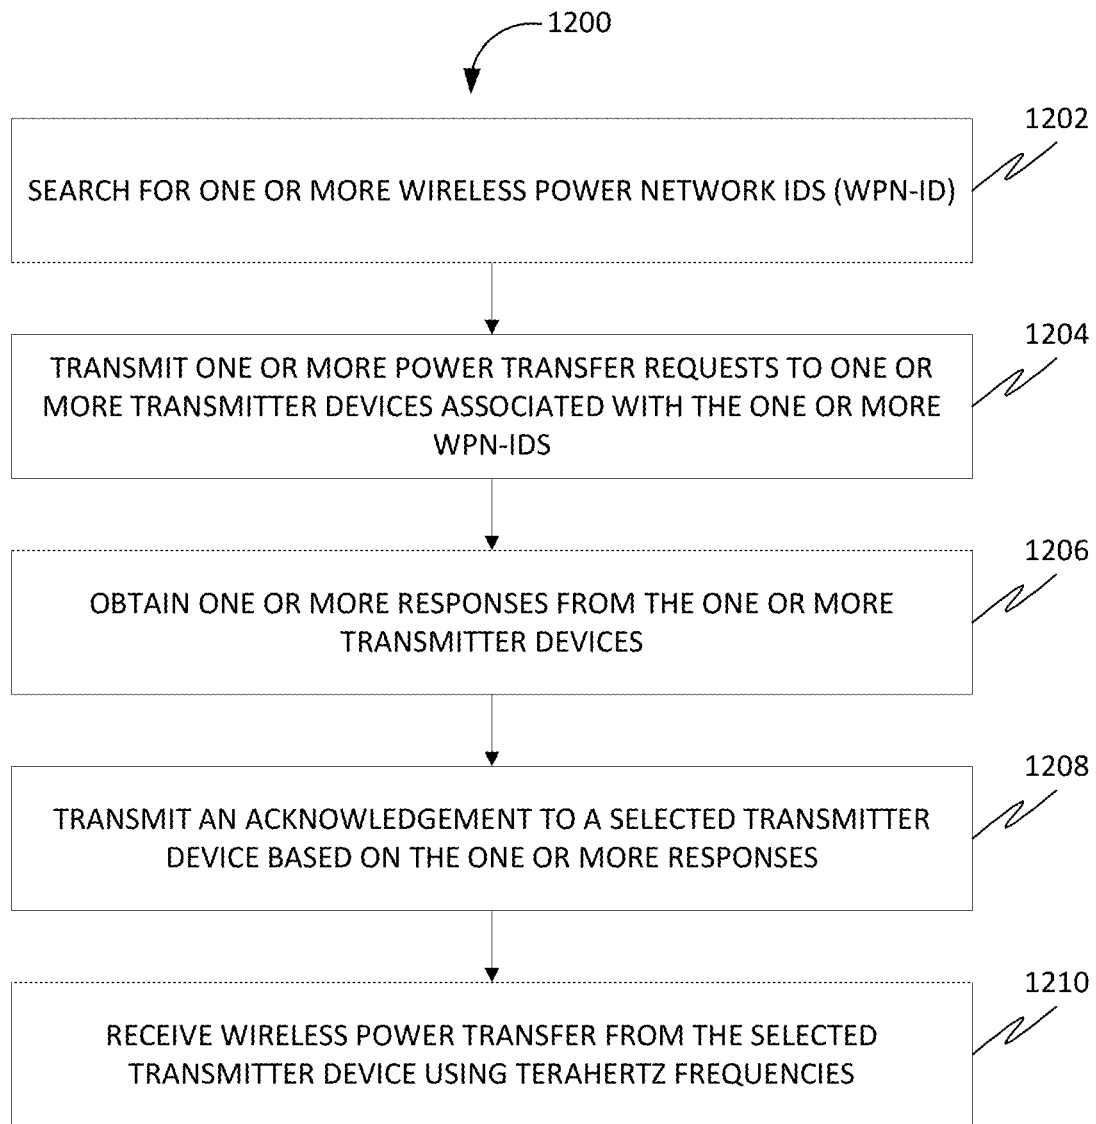 1200
1202
SEARCH FOR ONE OR MORE WIRELESS POWER NETWORK IDS (WPN-ID)
1204
TRANSMIT ONE OR MORE POWER TRANSFER REQUESTS TO ONE OR
MORE TRANSMITTER DEVICES ASSOCIATED WITH THE ONE OR MORE
WPN-IDS
1206
OBTAIN ONE OR MORE RESPONSES FROM THE ONE OR MORE
TRANSMITTER DEVICES
1208
TRANSMIT AN ACKNOWLEDGEMENT TO A SELECTED TRANSMITTER
DEVICE BASED ON THE ONE OR MORE RESPONSES
1210
RECEIVE WIRELESS POWER TRANSFER FROM THE SELECTED
TRANSMITTER DEVICE USING TERAHERTZ FREQUENCIES